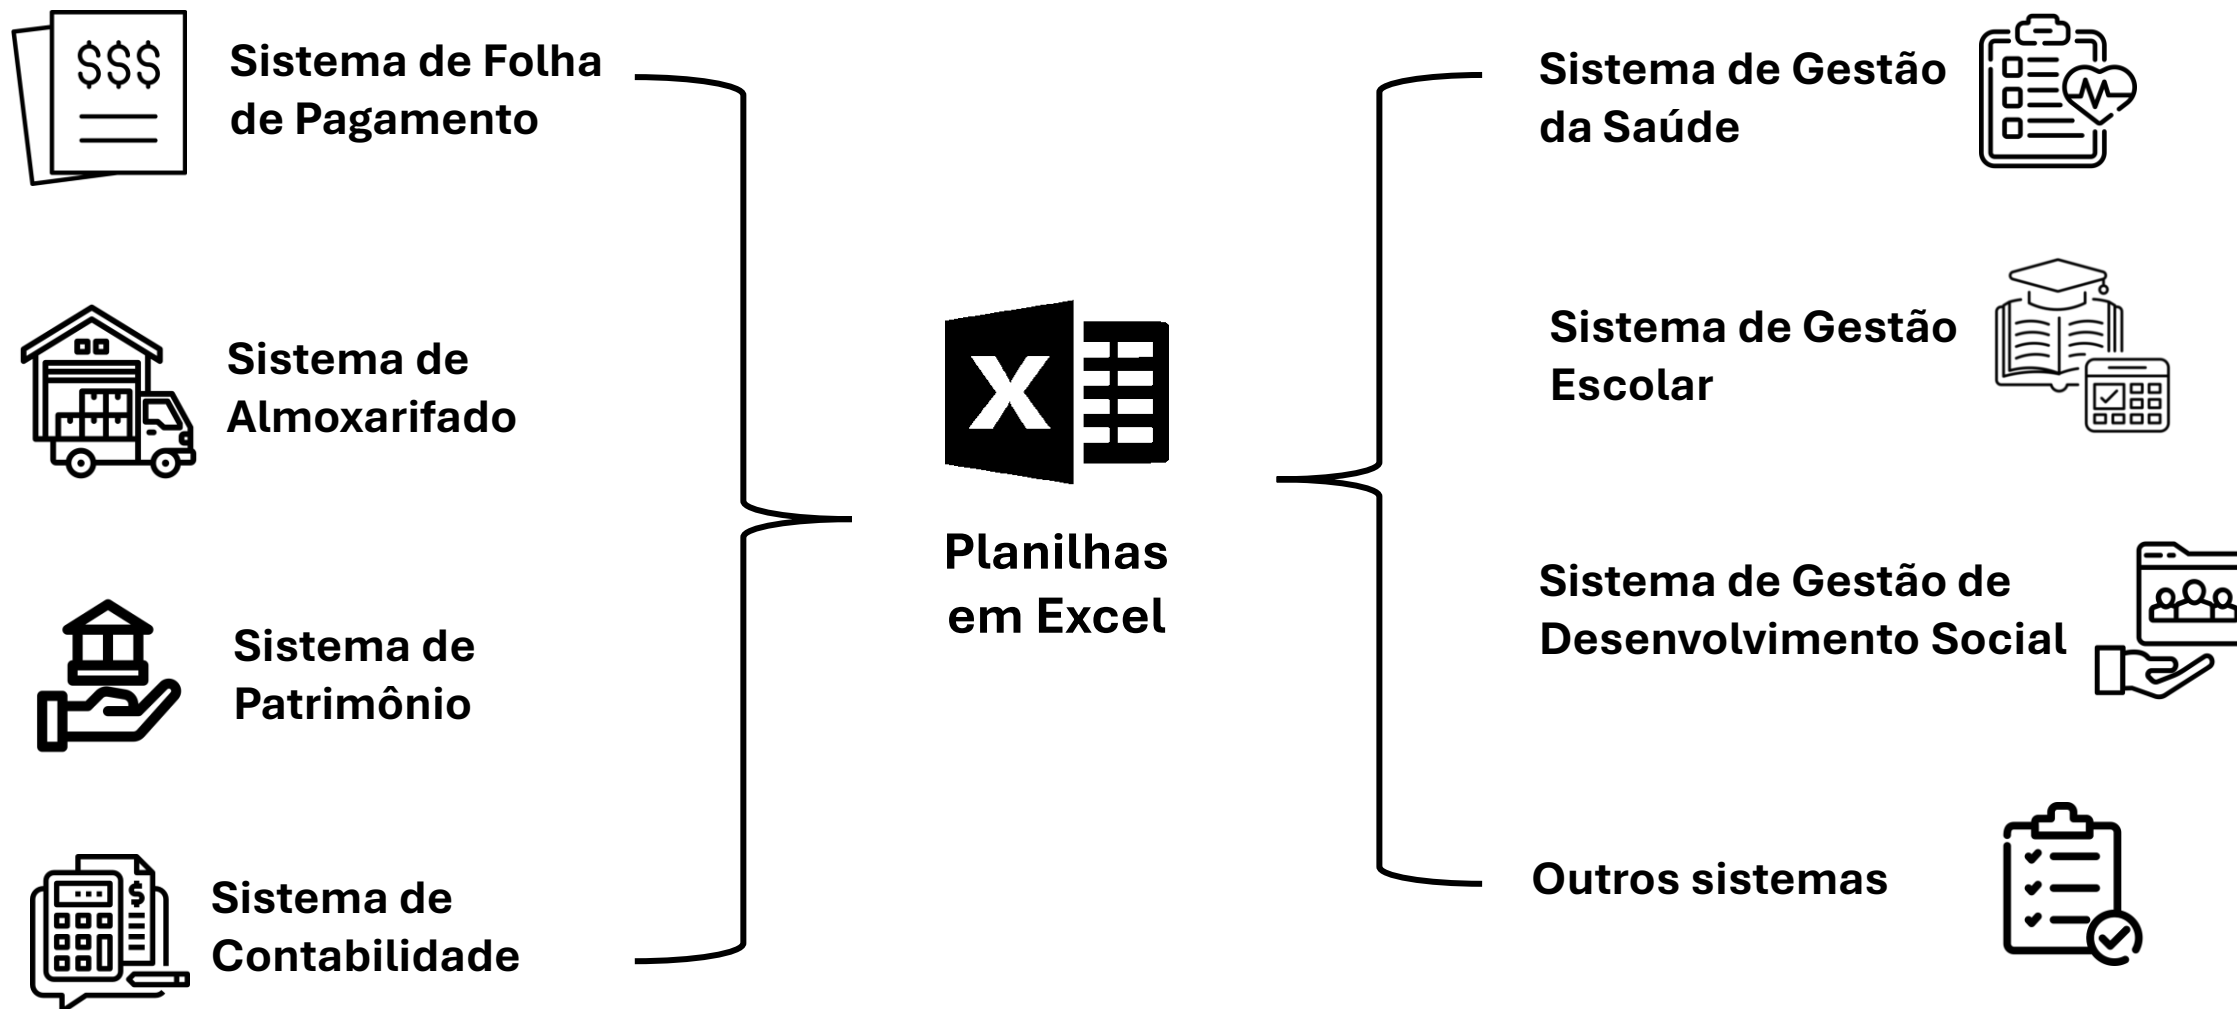 $$$
Sistema de Folha
de Pagamento
Sistema de
Almoxarifado
Sistema de
Patrimônio
$
Sistema de
Contabilidade
X
Planilhas
em Excel
Sistema de Gestão
da Saúde
Sistema de Gestão
Escolar
Sistema de Gestão de
Desenvolvimento Social
Outros sistemas